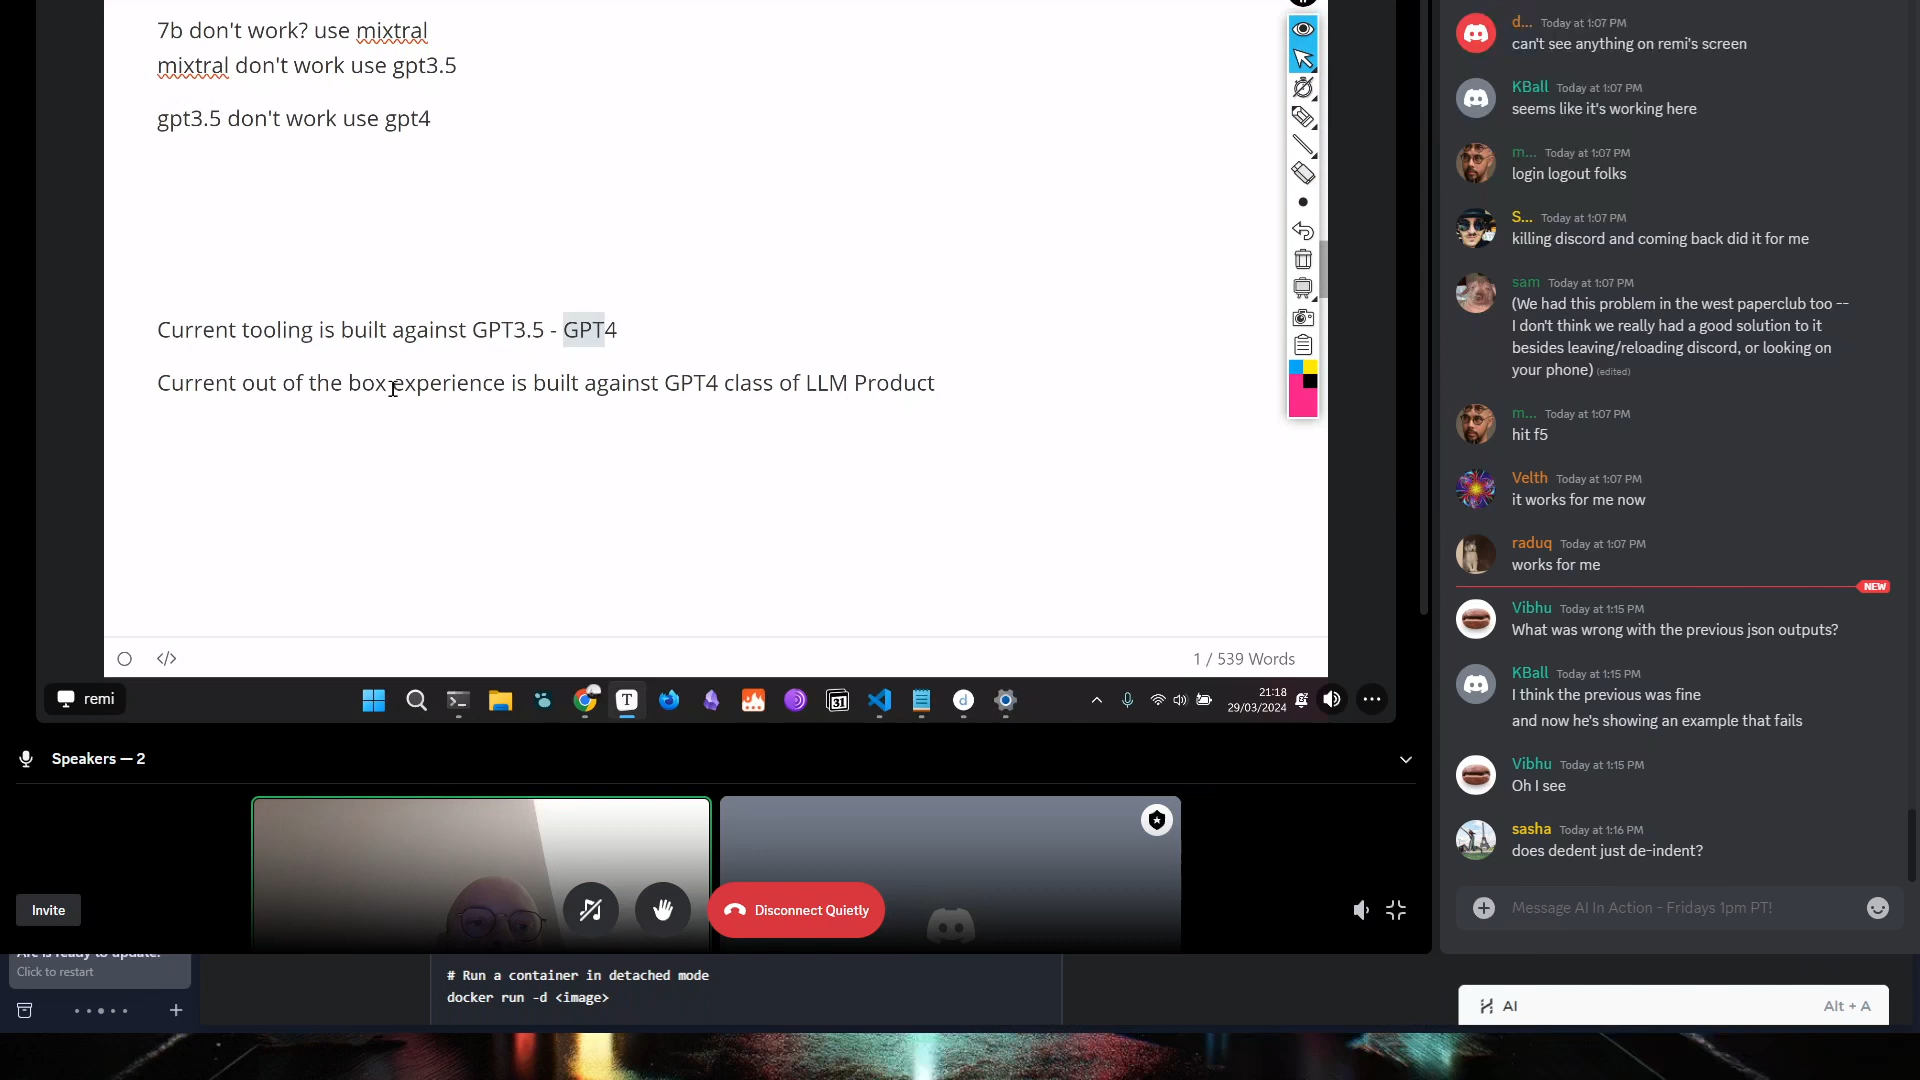 7b don't work? use mixtral
mixtral don't work use gpt3.5
gpt3.5 don't work use gpt4
Current tooling is built against GPT3.5 - GPT4
Current out of the box experience is built against GPT4 class of LLM Product
1 / 539 Words
remi
T
31
21:18
29/03/2024
Speakers — 2
Invite
Disconnect Quietly
Arc is ready to update.
Click to restart
# Run a container in detached mode
docker run -d <image>
d... Today at 1:07 PM
can't see anything on remi's screen
KBall Today at 1:07 PM
seems like it's working here
m... Today at 1:07 PM
login logout folks
S... Today at 1:07 PM
killing discord and coming back did it for me
sam Today at 1:07 PM
(We had this problem in the west paperclub too --
I don't think we really had a good solution to it
besides leaving/reloading discord, or looking on
your phone) (edited)
m... Today at 1:07 PM
hit f5
Velth Today at 1:07 PM
it works for me now
raduq Today at 1:07 PM
works for me
NEW
Vibhu Today at 1:15 PM
What was wrong with the previous json outputs?
KBall Today at 1:15 PM
I think the previous was fine
and now he's showing an example that fails
Vibhu Today at 1:15 PM
Oh I see
sasha Today at 1:16 PM
does dedent just de-indent?
Message AI In Action - Fridays 1pm PT!
AI Alt + A